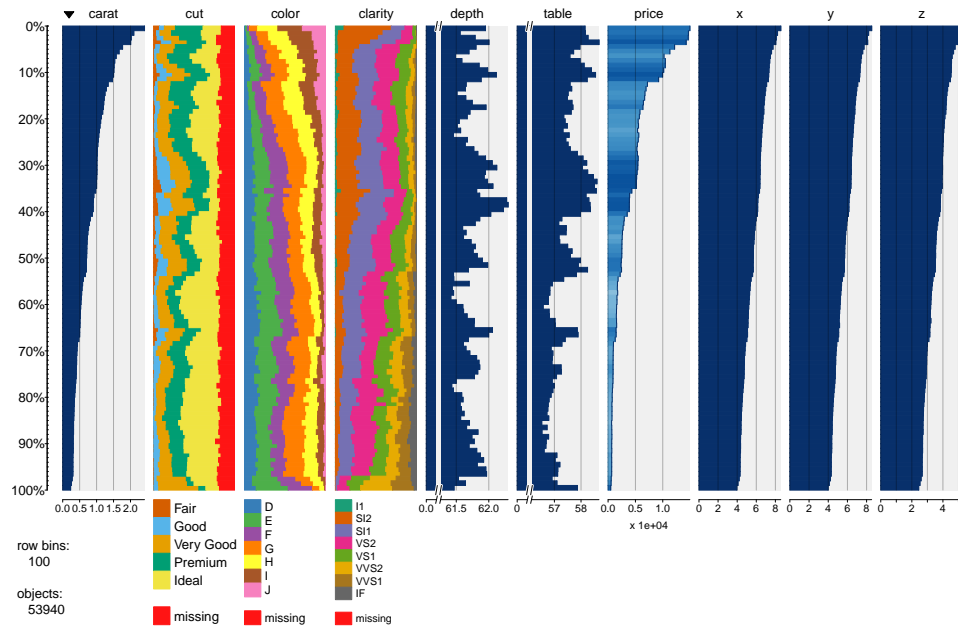 carat cut color clarity depth table price x y z
0%
10%
20%
30%
40%
50%
60%
70%
80%
90%
100%
0.0 0.5 1.0 1.5 2.0 61.5 62.0 57 58 0.0 0.5 1.0 0 2 4 6 8 0 2 4 6 8 0 2 4
x 1e+04
row bins:
100
objects:
53940
Fair
Good
Very Good
Premium
Ideal
missing
D
E
F
G
H
I
J
missing
I1
SI2
SI1
VS2
VS1
VVS2
VVS1
IF
missing